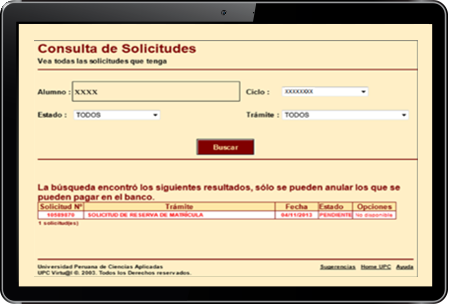 Consulta de Solicitudes
Vea todas las solicitudes que tenga
Alumno : XXXX Ciclo : XXXXXXXX
Estado : TODOS Trámite : TODOS
Buscar
La búsqueda encontró los siguientes resultados, sólo se pueden anular los que se
pueden pagar en el banco.
Solicitud Nº Trámite Fecha Estado Opciones
SOLICITUD DE RESERVA DE MATRÍCULA 04/11/2013 PENDIENTE No disponible
1 solicitud(es)
Universidad Peruana de Ciencias Aplicadas
UPC Virtu@l ©. 2003. Todos los Derechos reservados.
Sugerencias Home UPC Ayuda